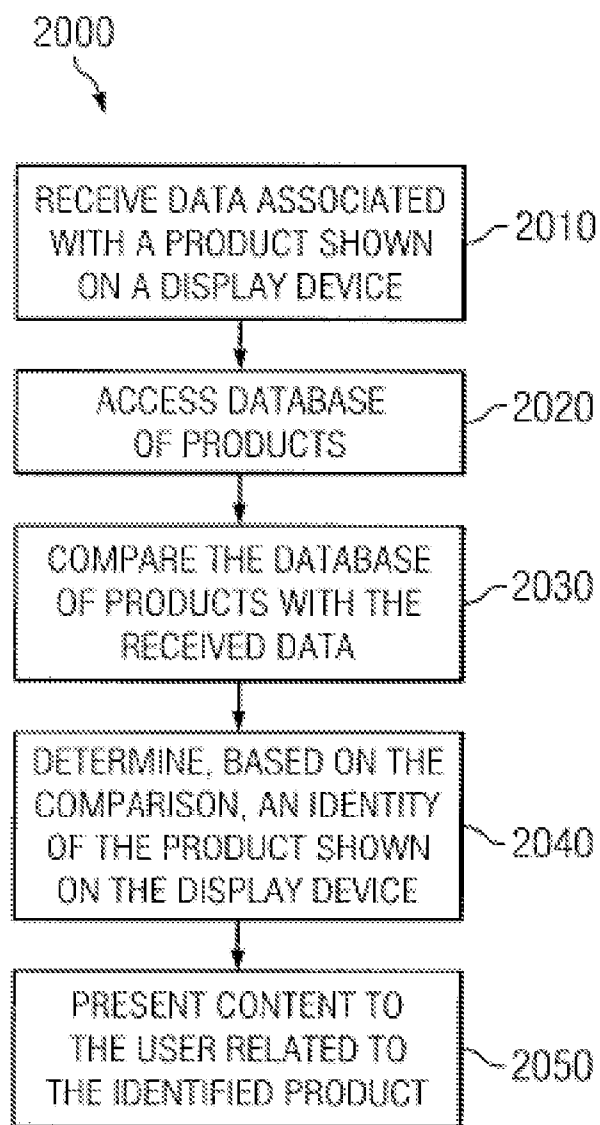 2000
RECEIVE DATA ASSOCIATED
WITH A PRODUCT SHOWN
ON A DISPLAY DEVICE
2010
ACCESS DATABASE
OF PRODUCTS
2020
COMPARE THE DATABASE
OF PRODUCTS WITH THE
RECEIVED DATA
2030
DETERMINE, BASED ON THE
COMPARISON, AN IDENTITY
OF THE PRODUCT SHOWN
ON THE DISPLAY DEVICE
2040
PRESENT CONTENT TO
THE USER RELATED TO
THE IDENTIFIED PRODUCT
2050